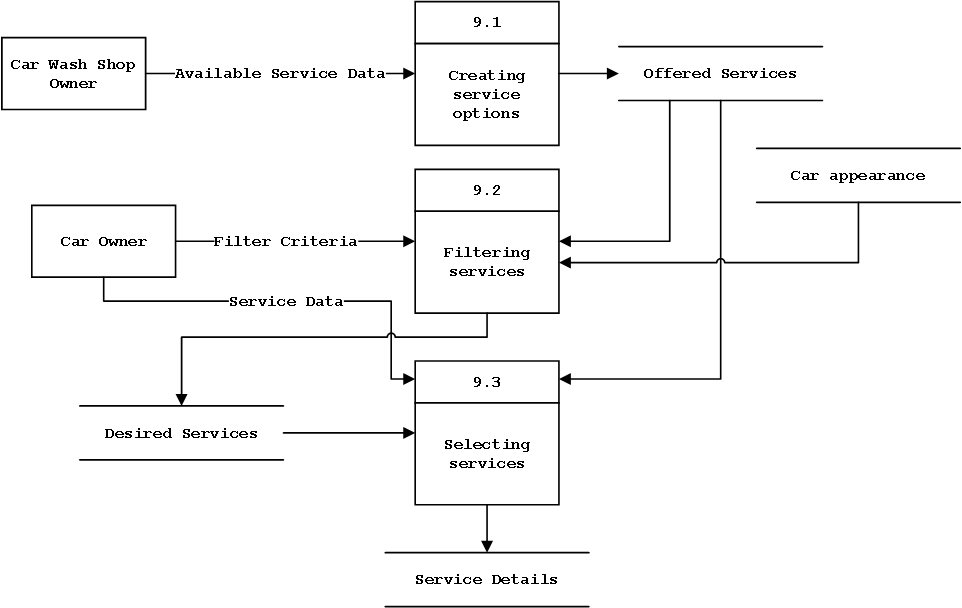 9.1
Car Wash Shop
Owner
Available Service Data
Creating
service
options
Offered Services
Car appearance
9.2
Car Owner
Filter Criteria
Filtering
services
Service Data
9.3
Desired Services
Selecting
services
Service Details